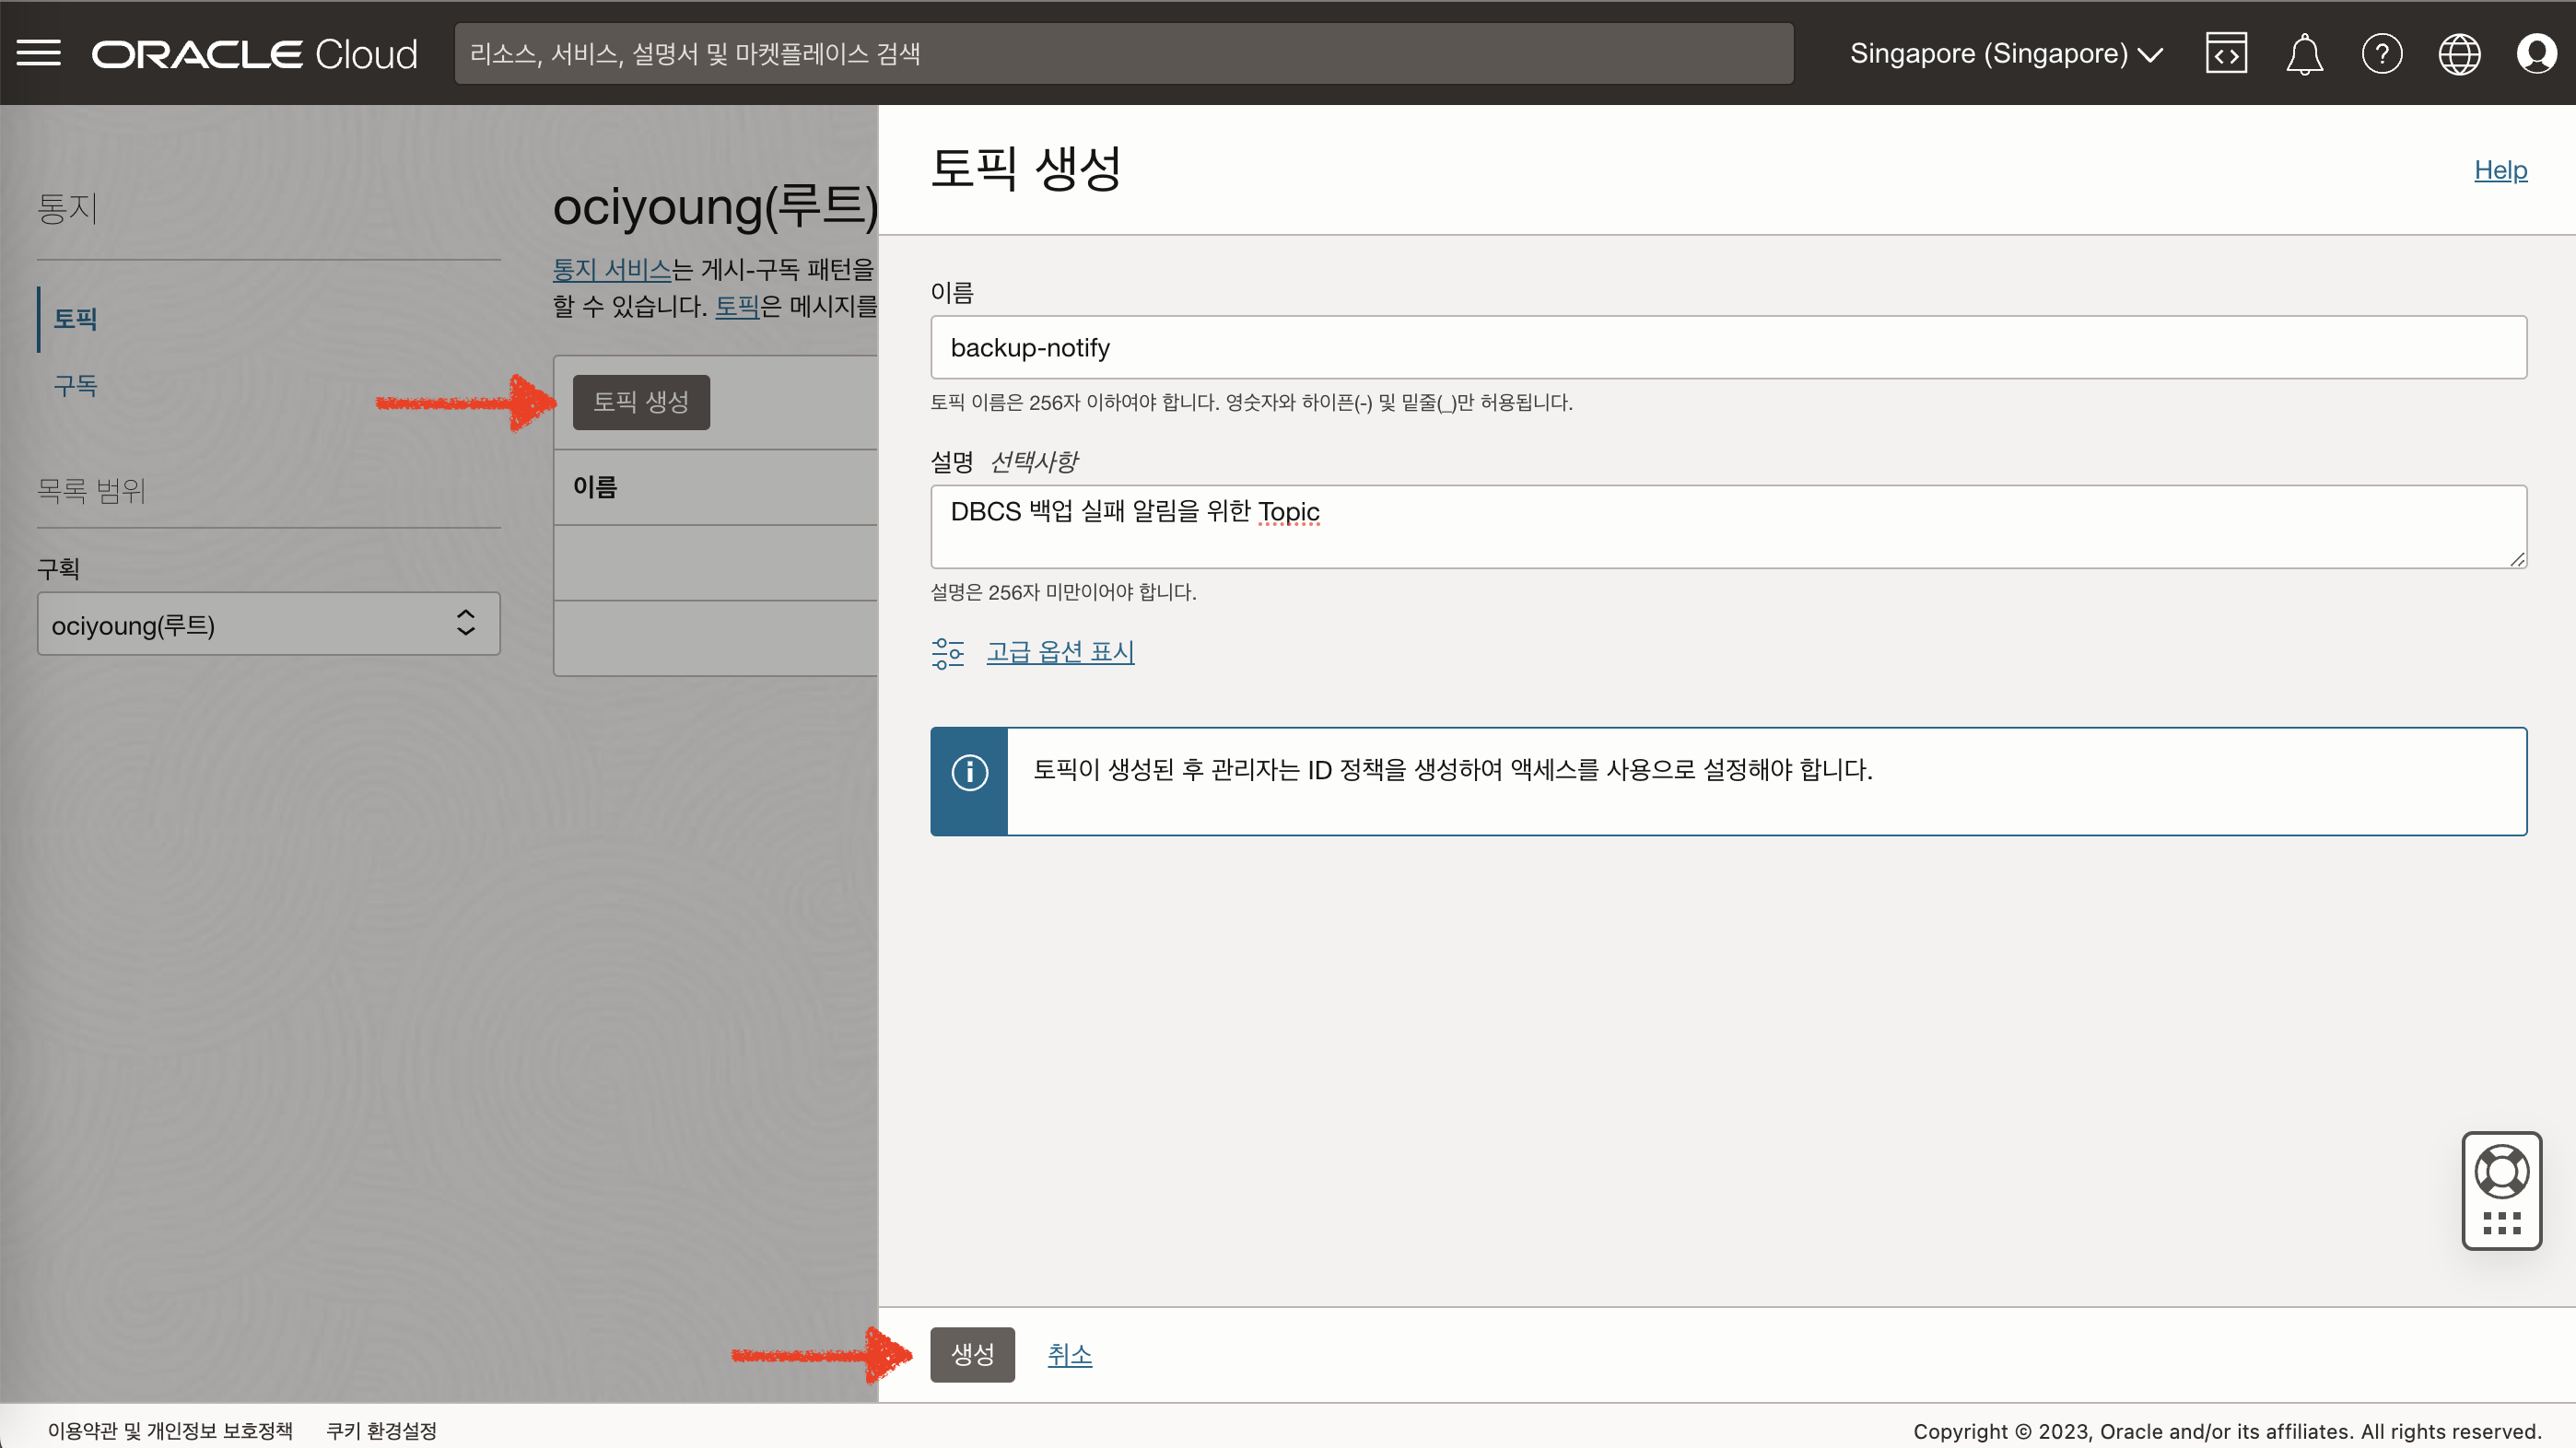 ORACLE Cloud
리소스, 서비스, 설명서 및 마켓플레이스 검색
Singapore (Singapore)
통지
토픽
구독
목록 범위
구획
ociyoung(루트)
ociyoung(루트)
통지 서비스는 게시-구독 패턴을
할 수 있습니다. 토픽은 메시지를
토픽 생성
이름
토픽 생성
Help
이름
backup-notify
토픽 이름은 256자 이하여야 합니다. 영숫자와 하이픈(-) 및 밑줄(_)만 허용됩니다.
설명 선택사항
DBCS 백업 실패 알림을 위한 Topic
설명은 256자 미만이어야 합니다.
고급 옵션 표시
토픽이 생성된 후 관리자는 ID 정책을 생성하여 액세스를 사용으로 설정해야 합니다.
생성 취소
이용약관 및 개인정보 보호정책 쿠키 환경설정
Copyright © 2023, Oracle and/or its affiliates. All rights reserved.